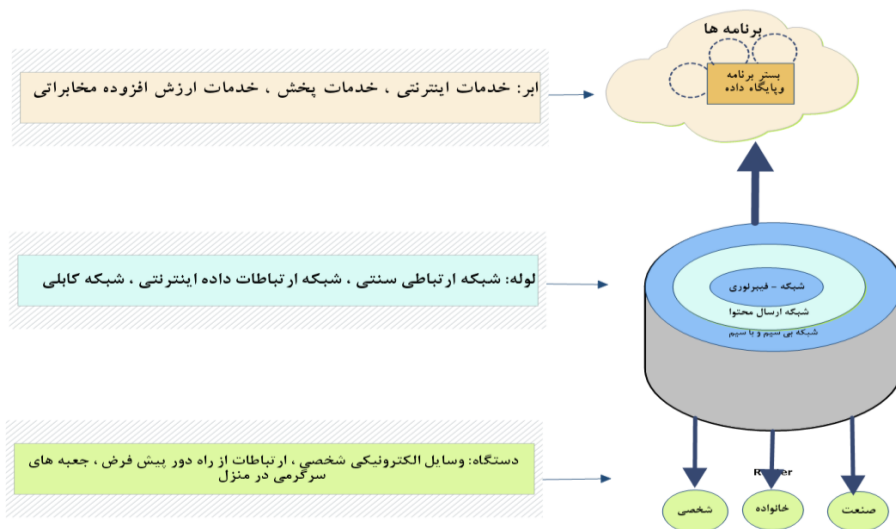 برنامه ها
بستر برنامه
وپایگاه داده
ابر: خدمات اینترنتی ، خدمات پخش ، خدمات ارزش افزوده مخابراتی
لوله: شبکه ارتباطی سنتی ، شبکه ارتباطات داده اینترنتی ، شبکه کابلی
شبکه - فیبرنوری
شبکه ارسال محتوا
شبکه بی سیم و با سیم
دستگاه: وسایل الکترونیکی شخصی ، ارتباطات از راه دور پیش فرض ، جعبه های
سرگرمی در منزل
صنعت
خانواده
شخصی